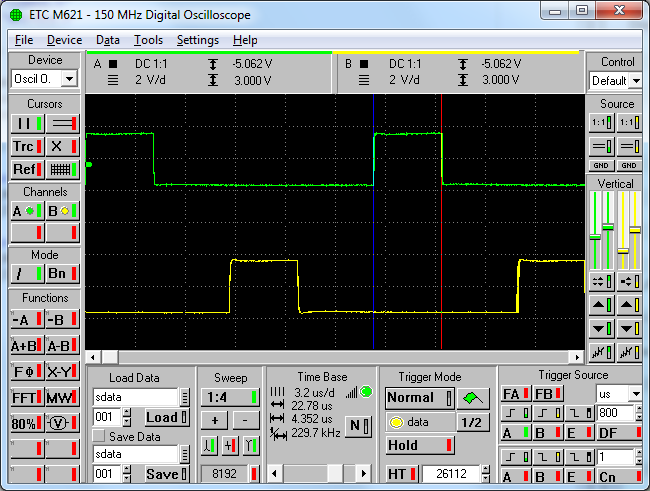 ETC M621 - 150 MHz Digital Oscilloscope
File Device Data Tools Settings Help
Device
Oscil O.
A DC 1:1 -5.062 V
2 V/d 3.000 V
B DC 1:1 -5.062 V
2 V/d 3.000 V
Control
Default
Cursors
Trc X
Ref
Channels
A B
Mode
/ Bn
Functions
-A -B
A+B A-B
F Φ X-Y
FFT MW
80% V
Source
1:1 1:1
GND GND
Vertical
Load Data
sdata
001 Load
Save Data
sdata
001 Save
Sweep
1:4
+ -
8192
Time Base
3.2 us/d
22.78 us
4.352 us
229.7 kHz
N
Trigger Mode
Normal
data 1/2
Hold
HT 26112
Trigger Source
FA FB us
800
A B E DF
1
A B E Cn